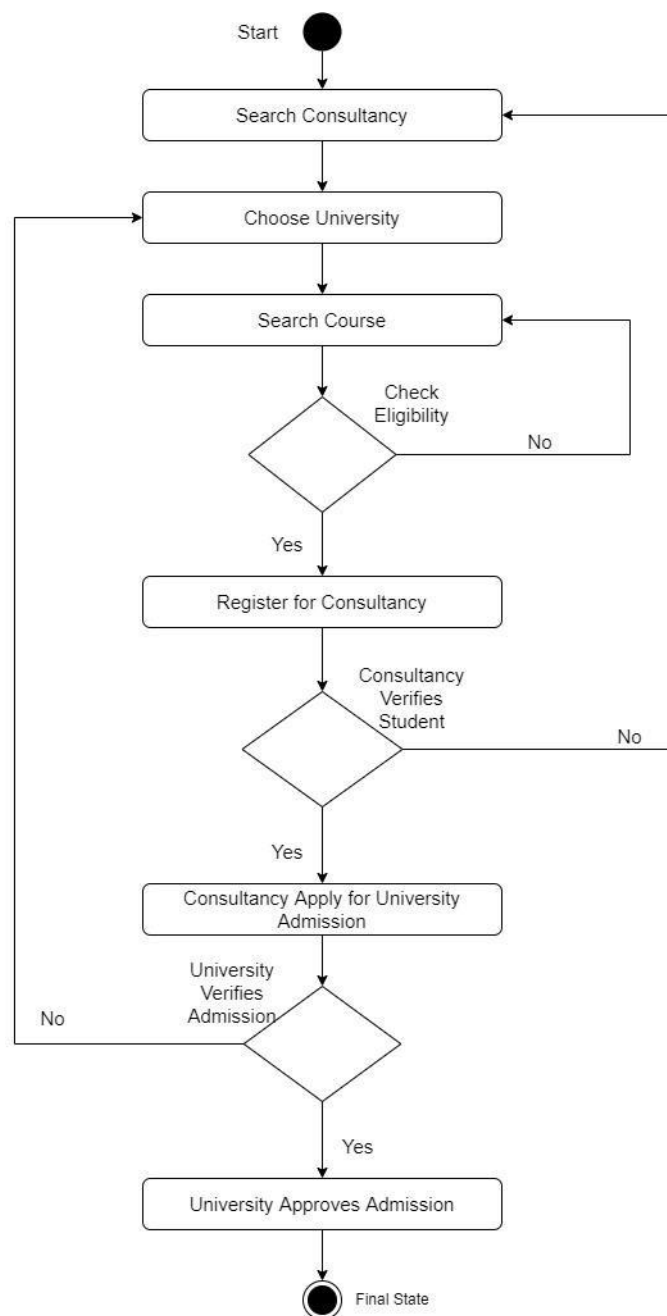 Start
Search Consultancy
Choose University
Search Course
Check
Eligibility
No
Yes
Register for Consultancy
Consultancy
Verifies
Student
No
Yes
Consultancy Apply for University
Admission
University
Verifies
Admission
No
Yes
University Approves Admission
Final State